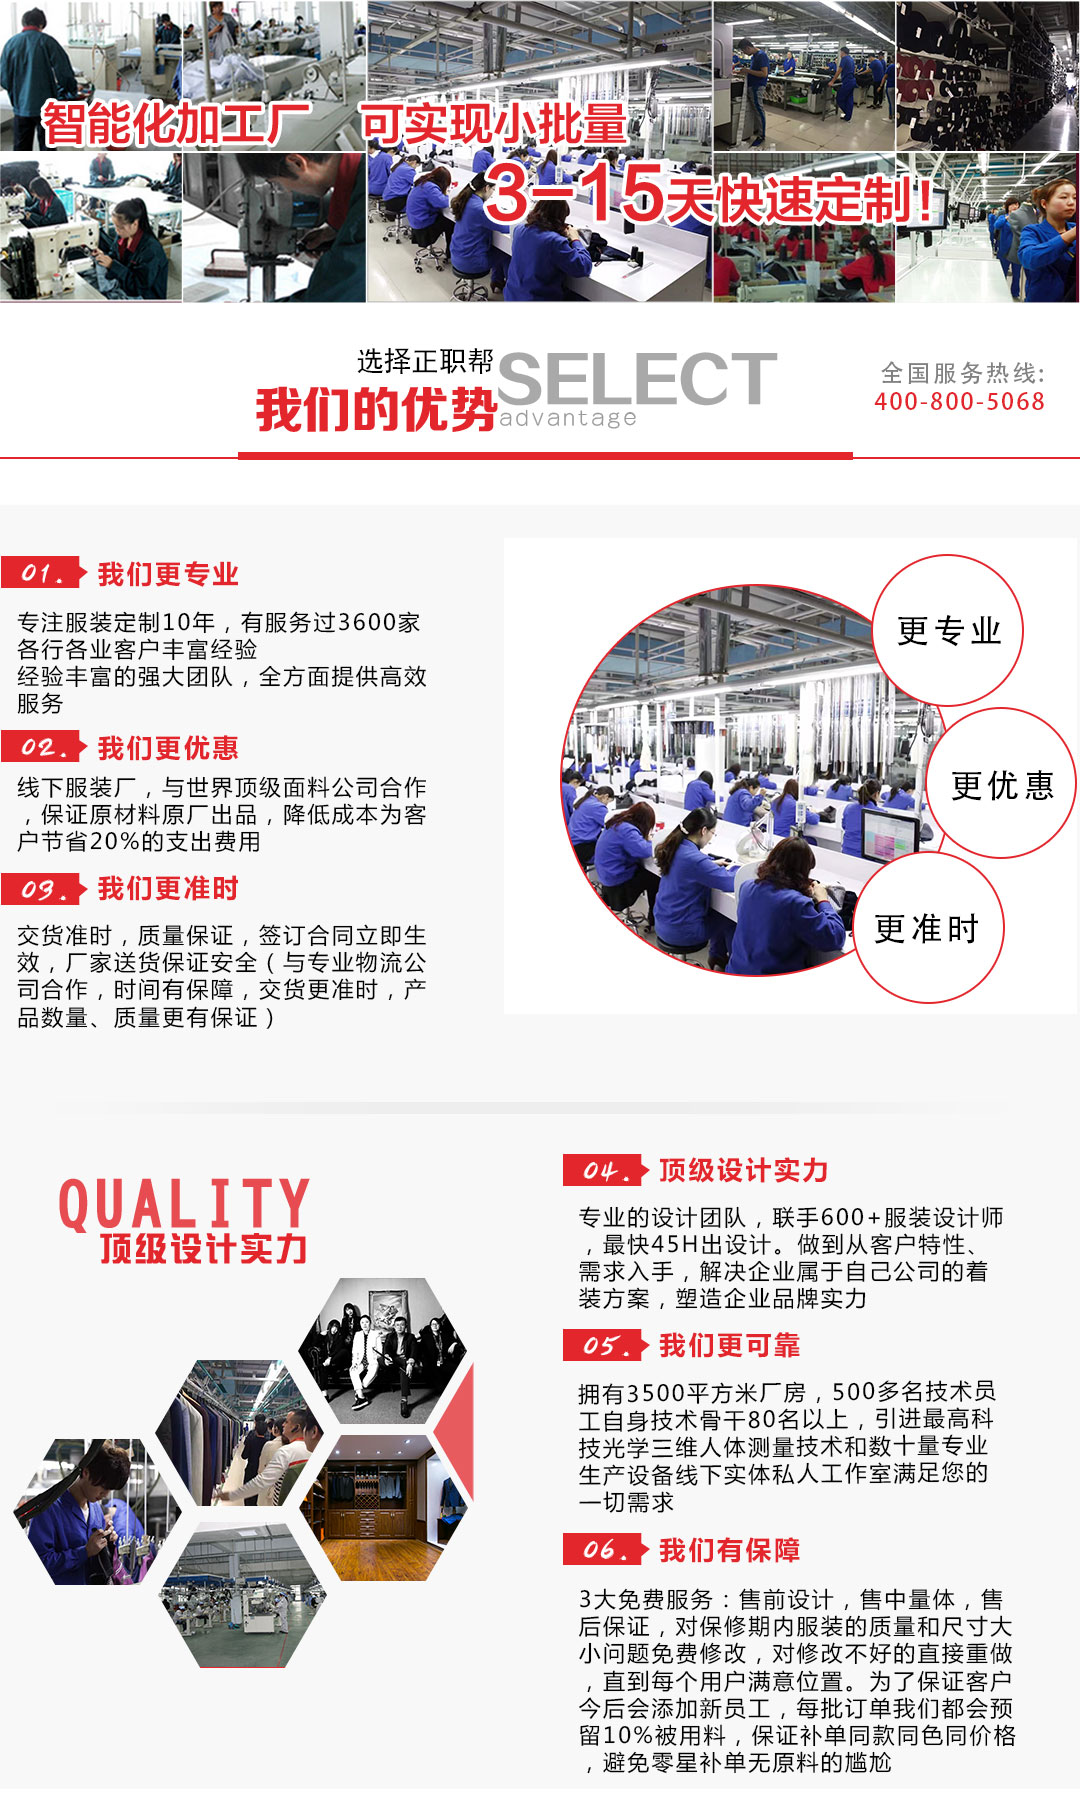 智能化加工厂 可实现小批量
3-15天快速定制!
选择正职帮
SELECT
我们的优势
advantage
全国服务热线:
400-800-5068
01.
我们更专业
专注服装定制10年，有服务过3600家
各行各业客户丰富经验
经验丰富的强大团队，全方面提供高效
服务
02.
我们更优惠
线下服装厂，与世界顶级面料公司合作
，保证原材料原厂出品，降低成本为客
户节省20%的支出费用
03.
我们更准时
交货准时，质量保证，签订合同立即生
效，厂家送货保证安全（与专业物流公
司合作，时间有保障，交货更准时，产
品数量、质量更有保证）
更专业
更优惠
更准时
QUALITY
顶级设计实力
04.
顶级设计实力
专业的设计团队，联手600+服装设计师
，最快45H出设计。做到从客户特性、
需求入手，解决企业属于自己公司的着
装方案，塑造企业品牌实力
05.
我们更可靠
拥有3500平方米厂房，500多名技术员
工自身技术骨干80名以上，引进最高科
技光学三维人体测量技术和数十量专业
生产设备线下实体私人工作室满足您的
一切需求
06.
我们有保障
3大免费服务：售前设计，售中量体，售
后保证，对保修期内服装的质量和尺寸大
小问题免费修改，对修改不好的直接重做
，直到每个用户满意位置。为了保证客户
今后会添加新员工，每批订单我们都会预
留10%被用料，保证补单同款同色同价格
，避免零星补单无原料的尴尬